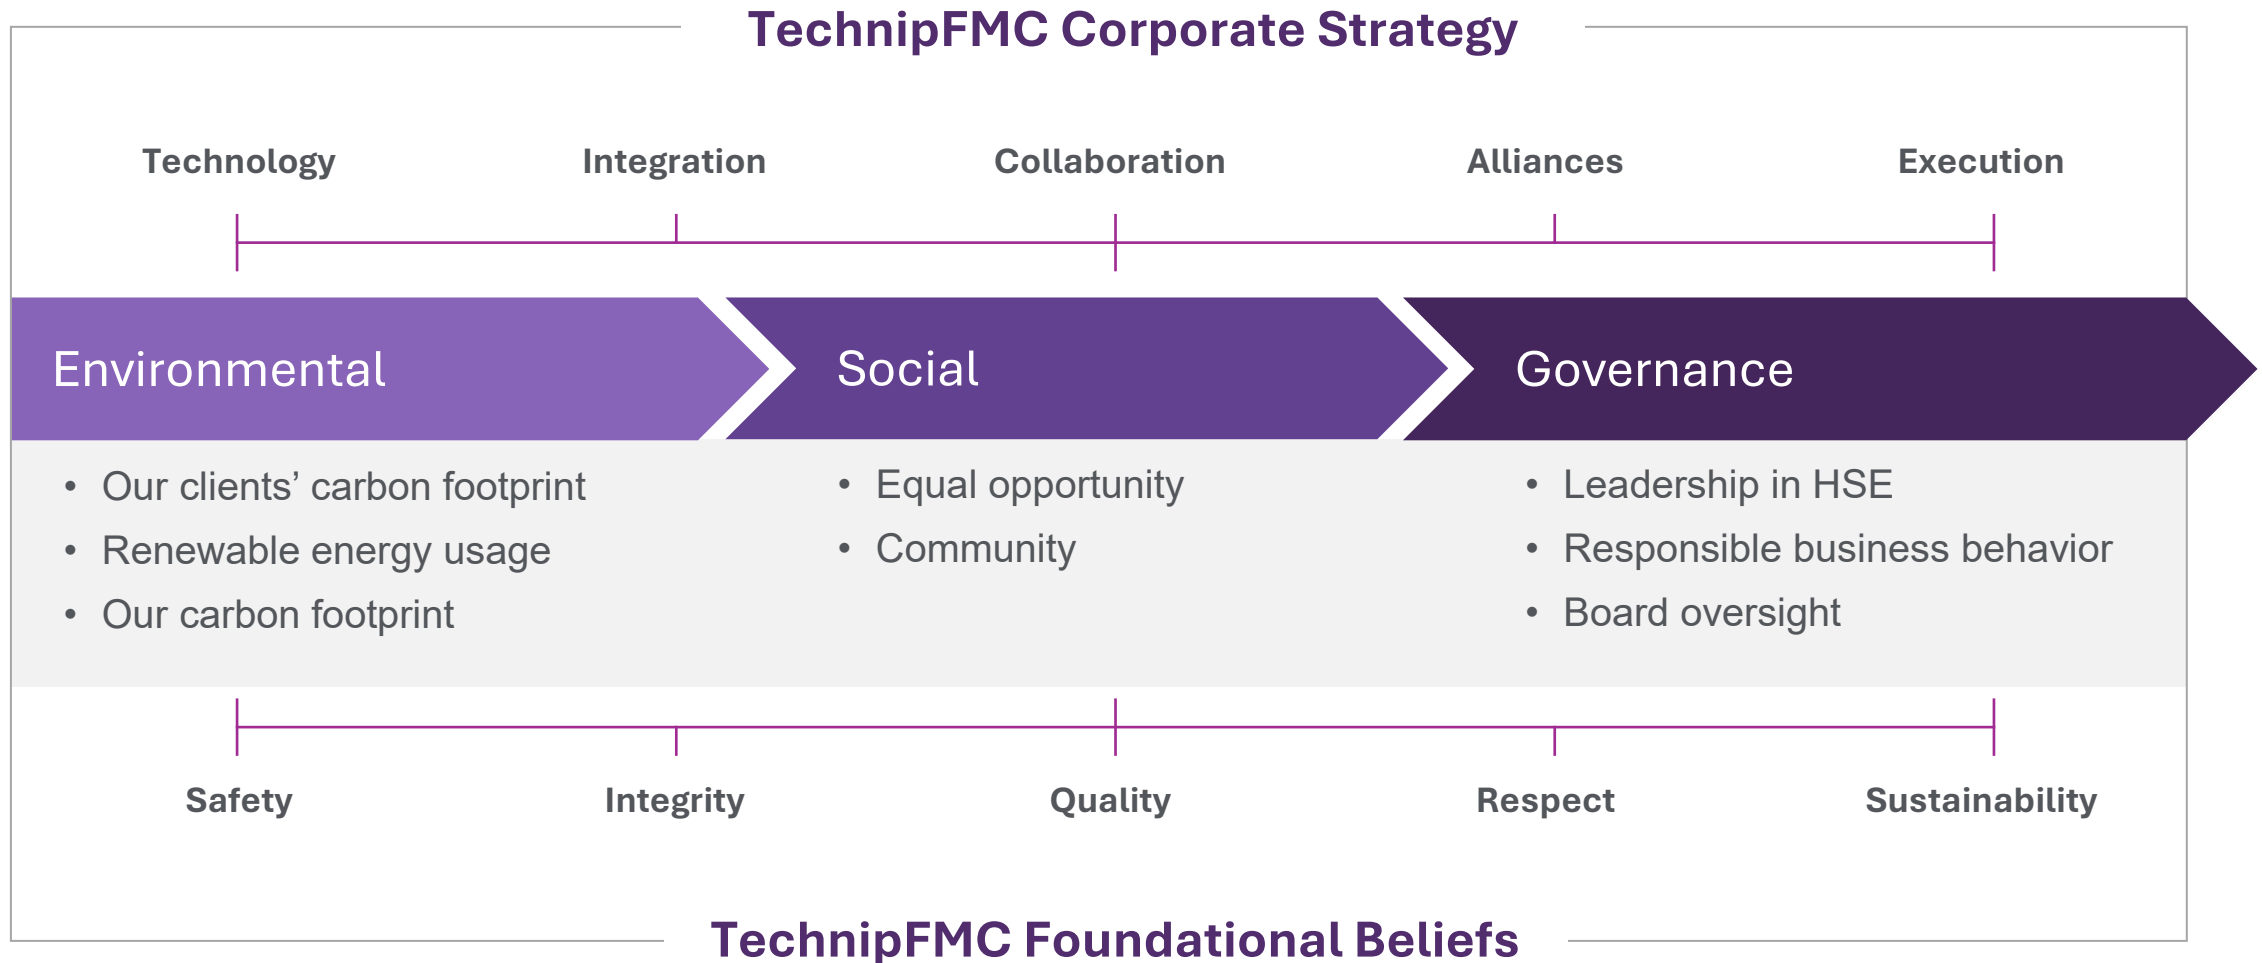 TechnipFMC Corporate Strategy
Technology
Integration
Collaboration
Alliances
Execution
Environmental
• Our clients’ carbon footprint
• Renewable energy usage
• Our carbon footprint
Social
• Equal opportunity
• Community
Governance
• Leadership in HSE
• Responsible business behavior
• Board oversight
Safety
Integrity
Quality
Respect
Sustainability
TechnipFMC Foundational Beliefs